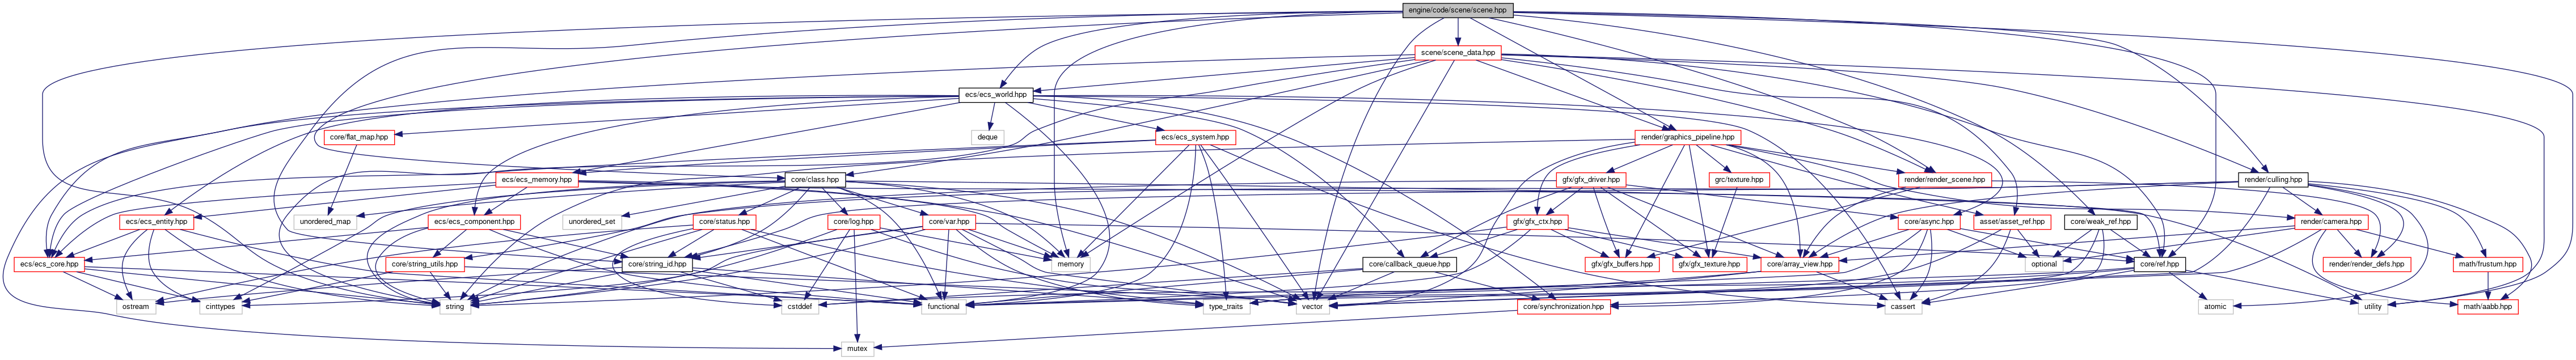 engine/code/scene/scene.hpp
scene/scene_data.hpp
ecs/ecs_world.hpp
core/flat_map.hpp
deque
ecs/ecs_system.hpp
render/graphics_pipeline.hpp
ecs/ecs_memory.hpp
core/class.hpp
gfx/gfx_driver.hpp
grc/texture.hpp
render/render_scene.hpp
render/culling.hpp
ecs/ecs_entity.hpp
unordered_map
ecs/ecs_component.hpp
unordered_set
core/status.hpp
core/log.hpp
core/var.hpp
gfx/gfx_ctx.hpp
core/async.hpp
asset/asset_ref.hpp
core/weak_ref.hpp
render/camera.hpp
ecs/ecs_core.hpp
core/string_utils.hpp
core/string_id.hpp
memory
core/callback_queue.hpp
gfx/gfx_buffers.hpp
gfx/gfx_texture.hpp
core/array_view.hpp
optional
core/ref.hpp
render/render_defs.hpp
math/frustum.hpp
ostream
cinttypes
string
cstddef
functional
type_traits
vector
core/synchronization.hpp
cassert
atomic
utility
math/aabb.hpp
mutex